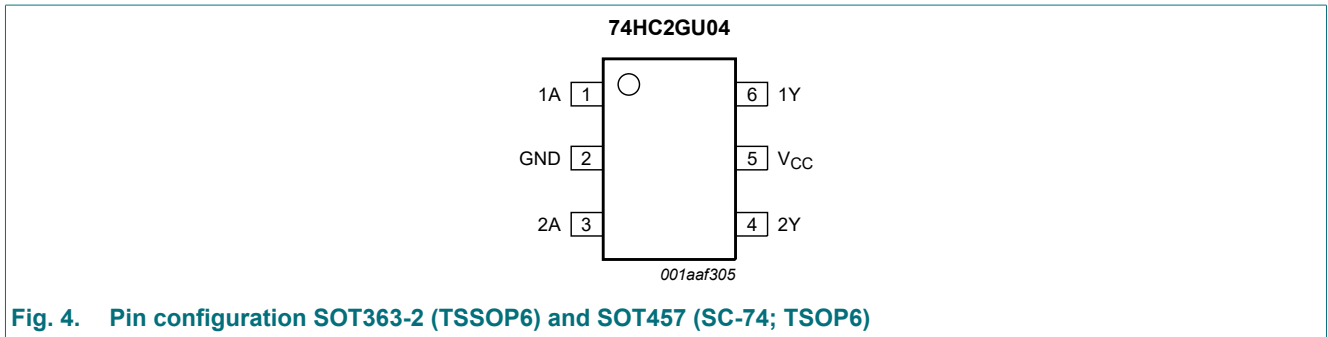 74HC2GU04
1A 1 6 1Y
GND 2 5 VCC
2A 3 4 2Y
001aaf305
Fig. 4. Pin configuration SOT363-2 (TSSOP6) and SOT457 (SC-74; TSOP6)